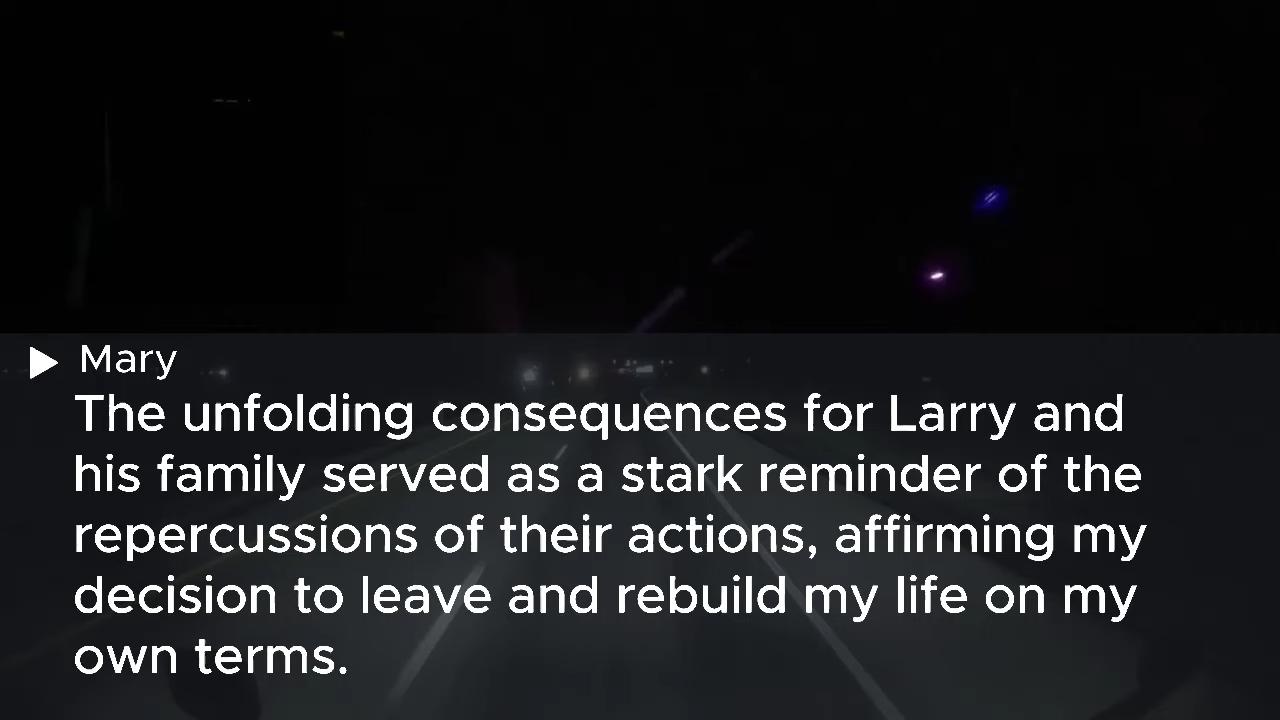 Mary
The unfolding consequences for Larry and
his family served as a stark reminder of the
repercussions of their actions, affirming my
decision to leave and rebuild my life on my
own terms.